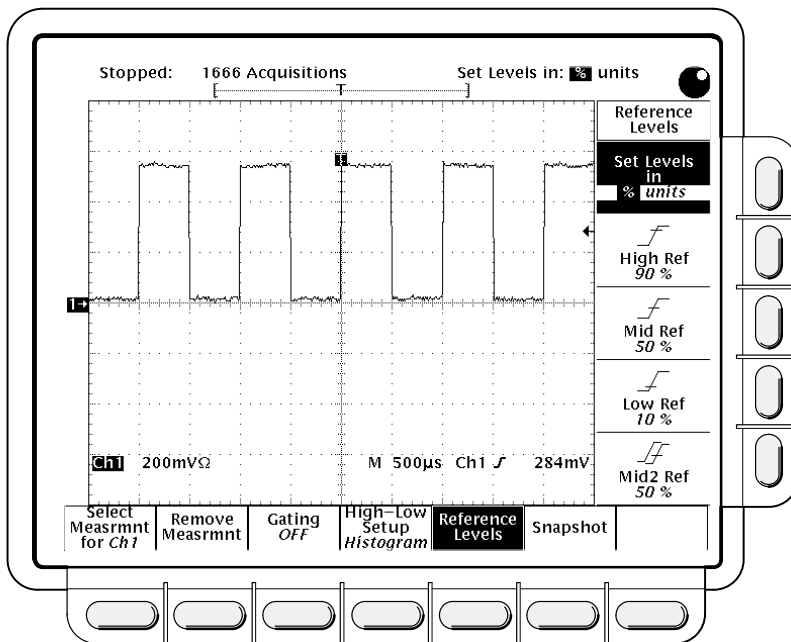 Stopped: 1666 Acquisitions Set Levels in: % units
T
Reference
Levels
Set Levels
in
% units
T
High Ref
90 %
1→
Mid Ref
50 %
Low Ref
10 %
Ch1 200mVΩ M 500µs Ch1 284mV
Mid2 Ref
50 %
Select
Measrmnt
for Ch1
Remove
Measrmnt
Gating
OFF
High–Low
Setup
Histogram
Reference
Levels
Snapshot